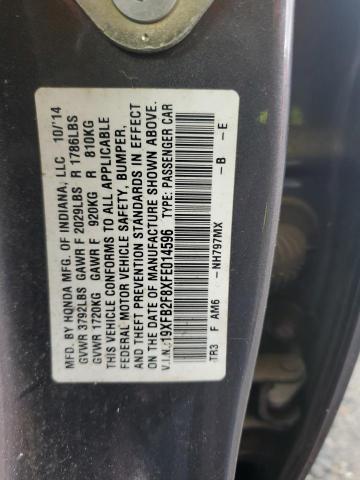 MFD. BY HONDA MFG. OF INDIANA, LLC 10/'14
GVWR 3792LBS GAWR F 2029LBS R 1786LBS
GVWR 1720KG GAWR F 920KG R 810KG
THIS VEHICLE CONFORMS TO ALL APPLICABLE
FEDERAL MOTOR VEHICLE SAFETY, BUMPER,
AND THEFT PREVENTION STANDARDS IN EFFECT
ON THE DATE OF MANUFACTURE SHOWN ABOVE.
V.I.N.:19XFB2F8XFE014596 TYPE: PASSENGER CAR
TR3 F AM6 -NH797MX -B -E